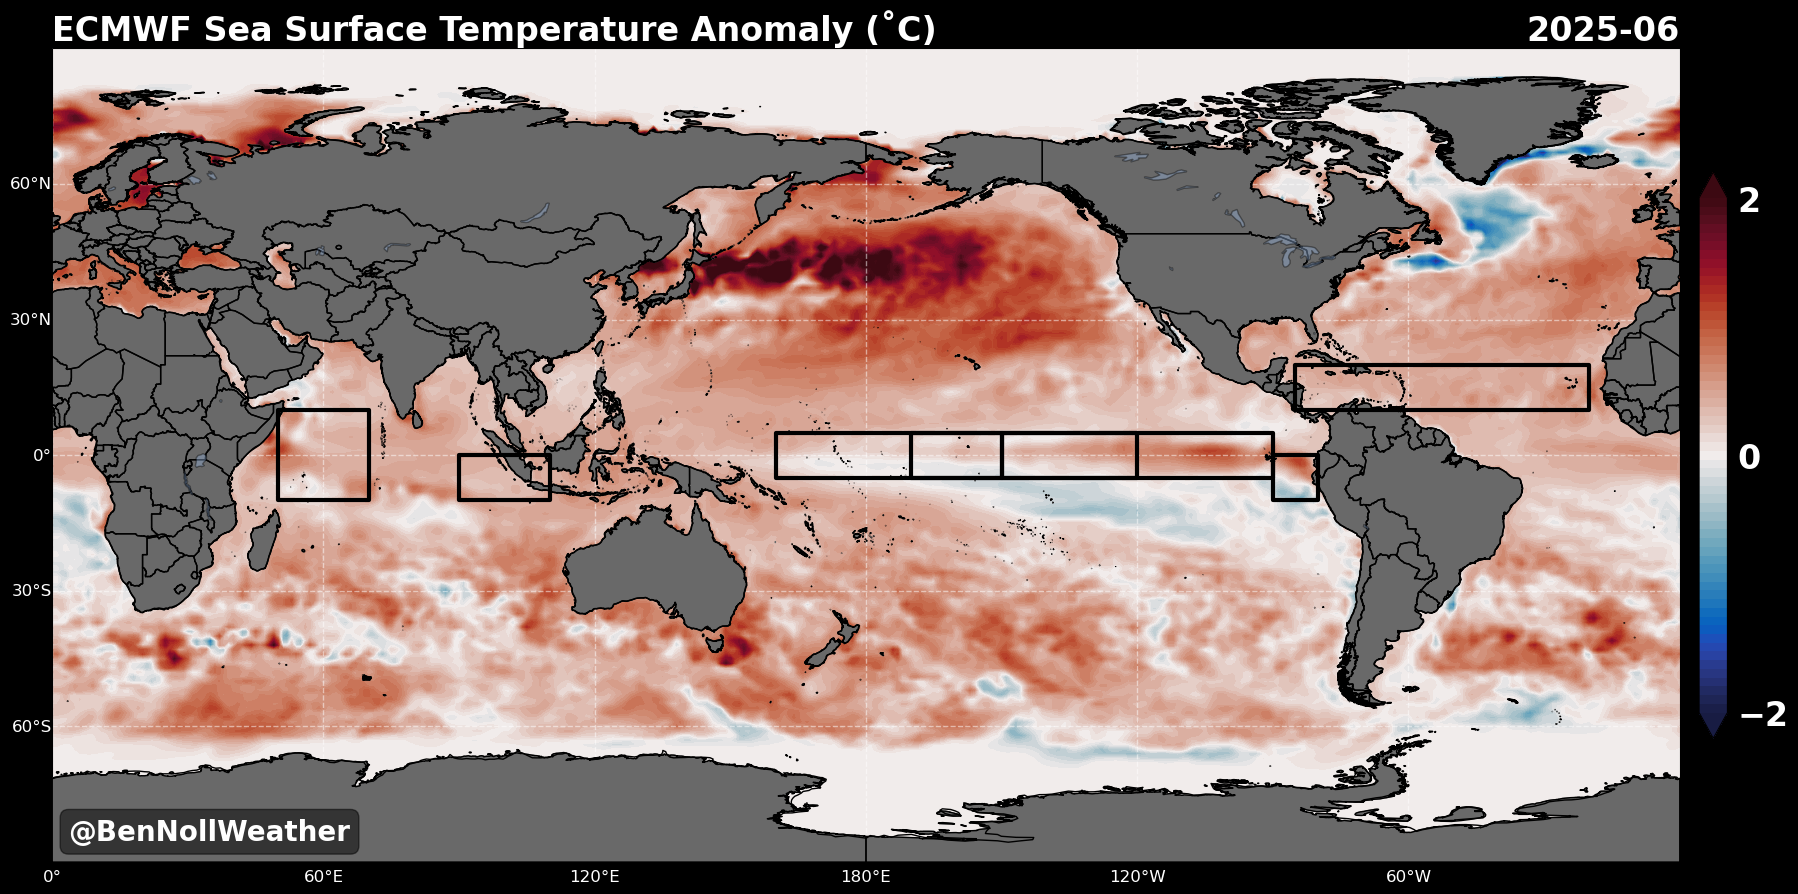 ECMWF Sea Surface Temperature Anomaly (˚C)
2025-06
60°N
30°N
0°
30°S
60°S
0°
60°E
120°E
180°E
120°W
60°W
2
0
−2
@BenNollWeather